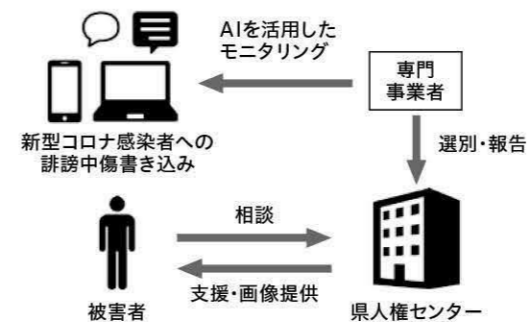 AIを活用した
モニタリング
専門
事業者
新型コロナ感染者への
誹謗中傷書き込み
選別・報告
相談
支援・画像提供
被害者
県人権センター